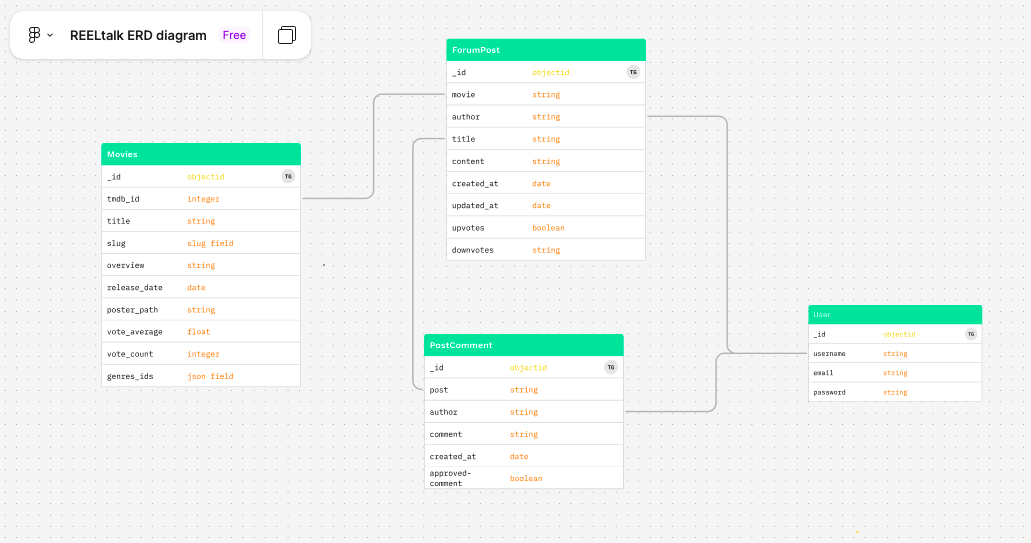 REELtalk ERD diagram Free
ForumPost
_id objectid TG
movie string
author string
title string
content string
created_at date
updated_at date
upvotes boolean
downvotes string
Movies
_id objectid TG
tmdb_id integer
title string
slug slug field
overview string
release_date date
poster_path string
vote_average float
vote_count integer
genres_ids json field
PostComment
_id objectid TG
post string
author string
comment string
created_at date
approved-
comment boolean
User
_id objectid TG
username string
email string
password string